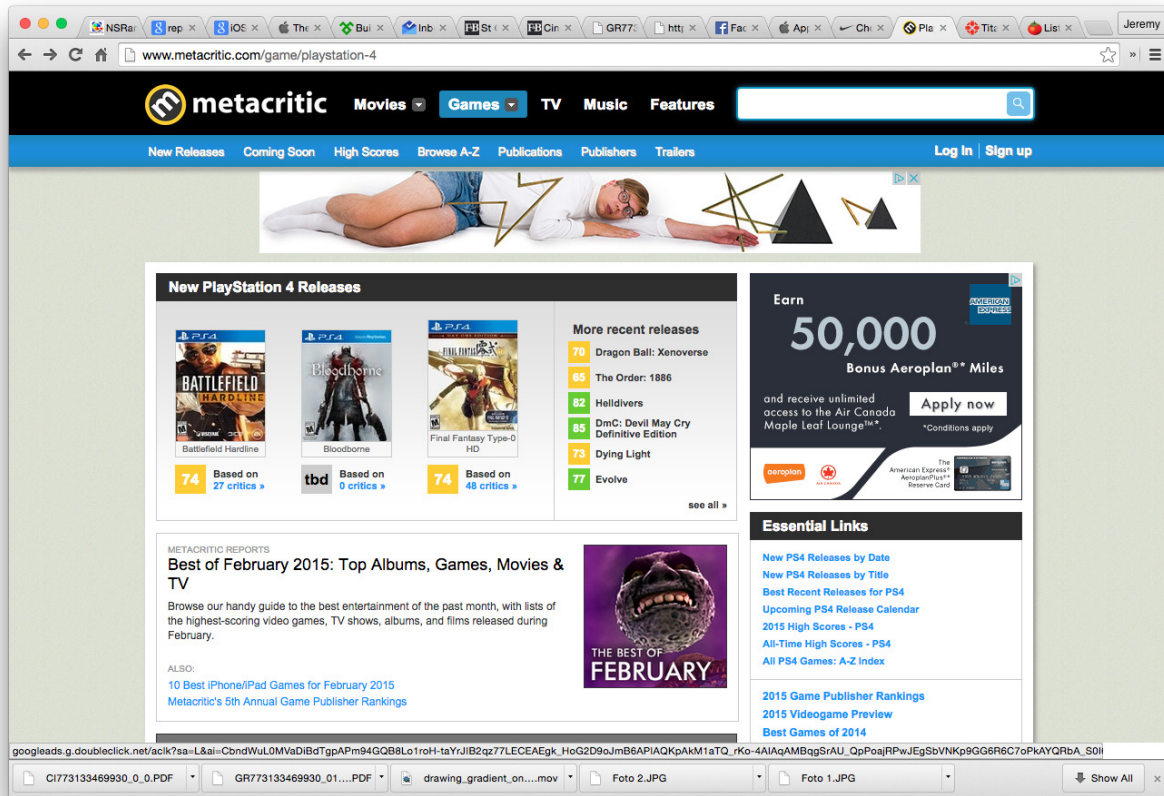 NSRar
rep
iOS
The
Bui
Inb
St
Cin
GR773
http
Fac
App
Che
Pla
Tita
List
Jeremy
www.metacritic.com/game/playstation-4
metacritic Movies Games TV Music Features
New Releases Coming Soon High Scores Browse A-Z Publications Publishers Trailers Log In Sign up
New PlayStation 4 Releases
PS4
BATTLEFIELD
HARDLINE
Battlefield Hardline
74 Based on
27 critics »
PS4
Bloodborne
Bloodborne
tbd Based on
0 critics »
PS4
FINAL FANTASY
Final Fantasy Type-0
HD
74 Based on
48 critics »
More recent releases
70 Dragon Ball: Xenoverse
65 The Order: 1886
82 Helldivers
85 DmC: Devil May Cry
Definitive Edition
73 Dying Light
77 Evolve
see all »
METACRITIC REPORTS
Best of February 2015: Top Albums, Games, Movies &
TV
Browse our handy guide to the best entertainment of the past month, with lists of
the highest-scoring video games, TV shows, albums, and films released during
February.
ALSO:
10 Best iPhone/iPad Games for February 2015
Metacritic's 5th Annual Game Publisher Rankings
THE BEST OF
FEBRUARY
Earn
AMERICAN
EXPRESS
50,000
Bonus Aeroplan®* Miles
and receive unlimited
access to the Air Canada
Maple Leaf Lounge™*.
Apply now
*Conditions apply
aeroplan
AIR CANADA
The
American Express®
AeroplanPlus®*
Reserve Card
Essential Links
New PS4 Releases by Date
New PS4 Releases by Title
Best Recent Releases for PS4
Upcoming PS4 Release Calendar
2015 High Scores - PS4
All-Time High Scores - PS4
All PS4 Games: A-Z Index
2015 Game Publisher Rankings
2015 Videogame Preview
Best Games of 2014
CI773133469930_0_0.PDF
GR773133469930_01....PDF
drawing_gradient_on....mov
Foto 2.JPG
Foto 1.JPG
Show All